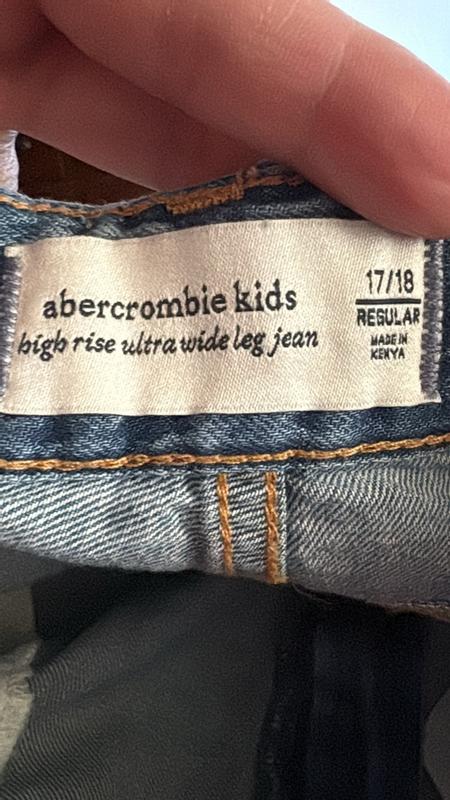 abercrombie kids
high rise ultra wide leg jean
17/18
REGULAR
MADE IN
KENYA